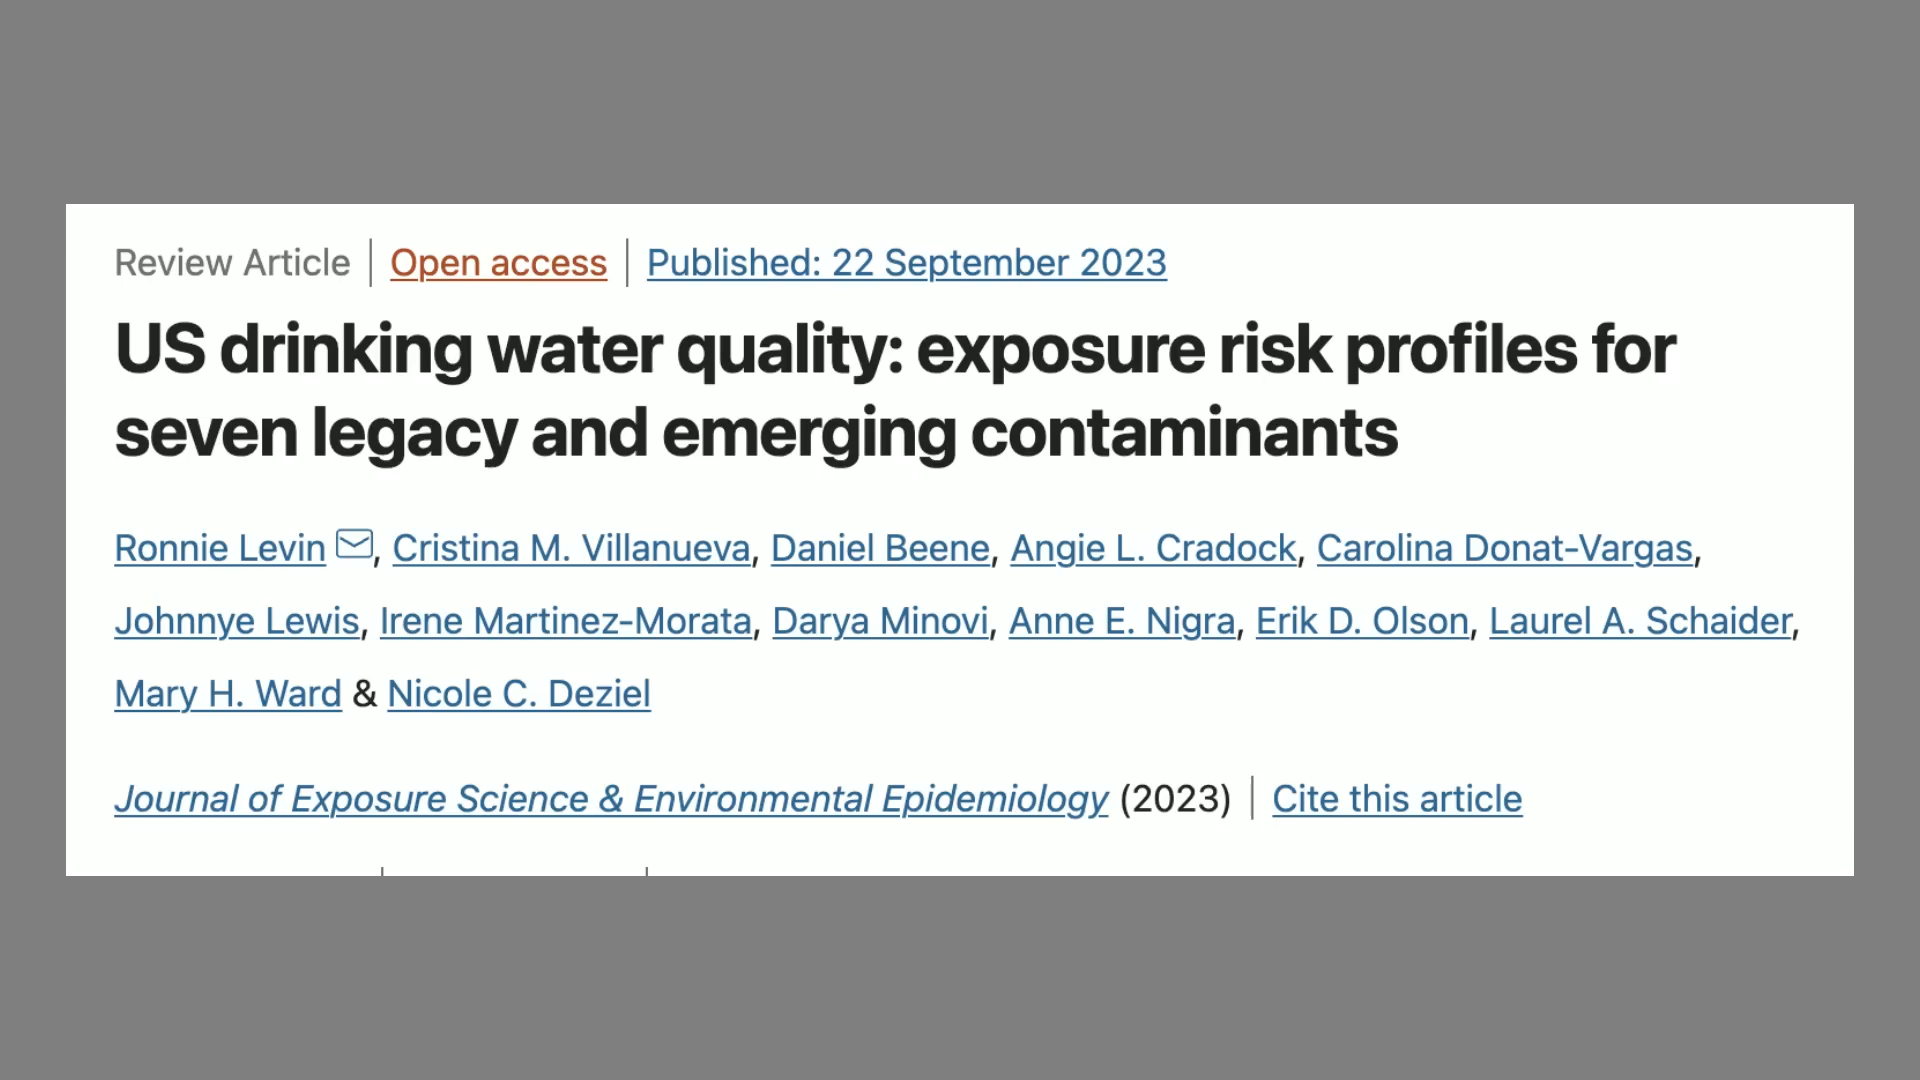 Review Article | Open access | Published: 22 September 2023
US drinking water quality: exposure risk profiles for
seven legacy and emerging contaminants
Ronnie Levin, Cristina M. Villanueva, Daniel Beene, Angie L. Cradock, Carolina Donat-Vargas,
Johnnye Lewis, Irene Martinez-Morata, Darya Minovi, Anne E. Nigra, Erik D. Olson, Laurel A. Schaider,
Mary H. Ward & Nicole C. Deziel
Journal of Exposure Science & Environmental Epidemiology (2023) | Cite this article